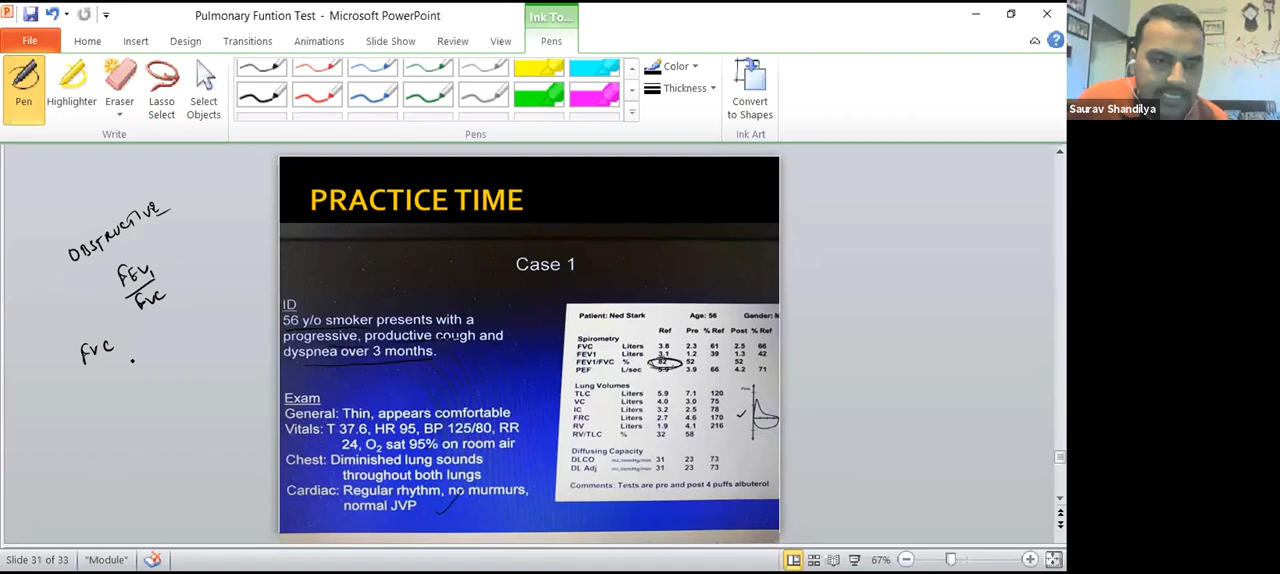 Pulmonary Funtion Test - Microsoft PowerPoint
Ink To...
File Home Insert Design Transitions Animations Slide Show Review View Pens
Pen
Highlighter
Eraser
Lasso Select
Select Objects
Color
Thickness
Convert to Shapes
Write
Pens
Ink Art
Saurav Shandilya
OBSTRUCTIVE
FEV1
FVC
FVC
PRACTICE TIME
Case 1
ID
56 y/o smoker presents with a
progressive, productive cough and
dyspnea over 3 months.
Exam
General: Thin, appears comfortable
Vitals: T 37.6, HR 95, BP 125/80, RR
24, O2 sat 95% on room air
Chest: Diminished lung sounds
throughout both lungs
Cardiac: Regular rhythm, no murmurs,
normal JVP
Patient: Ned Stark Age: 56 Gender:
Ref Pre % Ref Post % Ref
Spirometry
FVC Liters 3.8 2.3 61 2.5 66
FEV1 Liters 3.1 1.2 39 1.3 42
FEV1/FVC % 82 52 52
PEF L/sec 5.9 3.9 66 4.2 71
Lung Volumes
TLC Liters 5.9 7.1 120
VC Liters 4.0 3.0 75
IC Liters 3.2 2.5 78
FRC Liters 2.7 4.6 170
RV Liters 1.9 4.1 216
RV/TLC % 32 58
Diffusing Capacity
DLCO 31 23 73
DL Adj 31 23 73
Comments: Tests are pre and post 4 puffs albuterol
Slide 31 of 33 "Module" 67%